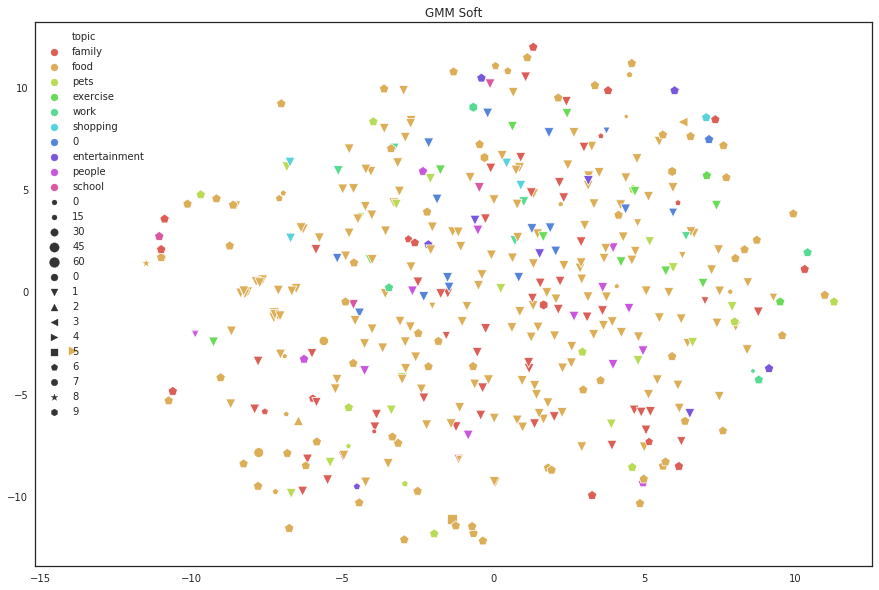 GMM Soft
topic
family
food
pets
exercise
work
shopping
0
entertainment
people
school
0
15
30
45
60
0
1
2
3
4
5
6
7
8
9
10
5
0
−5
−10
−15
−10
−5
0
5
10